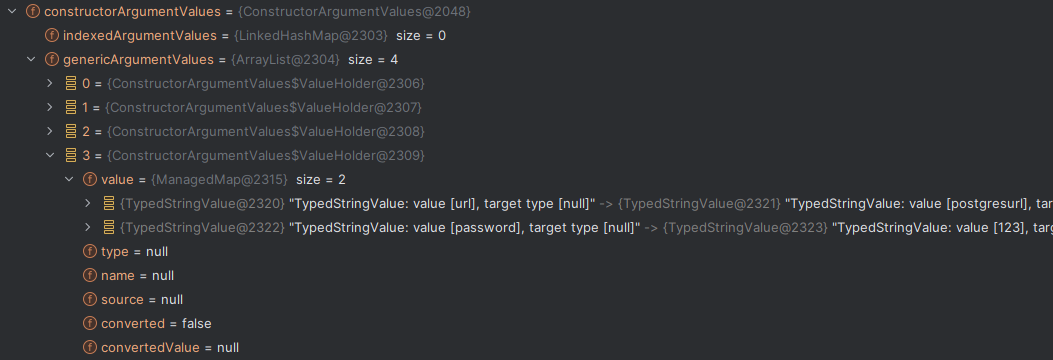 constructorArgumentValues = {ConstructorArgumentValues@2048}
indexedArgumentValues = {LinkedHashMap@2303} size = 0
genericArgumentValues = {ArrayList@2304} size = 4
0 = {ConstructorArgumentValues$ValueHolder@2306}
1 = {ConstructorArgumentValues$ValueHolder@2307}
2 = {ConstructorArgumentValues$ValueHolder@2308}
3 = {ConstructorArgumentValues$ValueHolder@2309}
value = {ManagedMap@2315} size = 2
{TypedStringValue@2320} "TypedStringValue: value [url], target type [null]" -> {TypedStringValue@2321} "TypedStringValue: value [postgresurl], tar
{TypedStringValue@2322} "TypedStringValue: value [password], target type [null]" -> {TypedStringValue@2323} "TypedStringValue: value [123], targ
type = null
name = null
source = null
converted = false
convertedValue = null